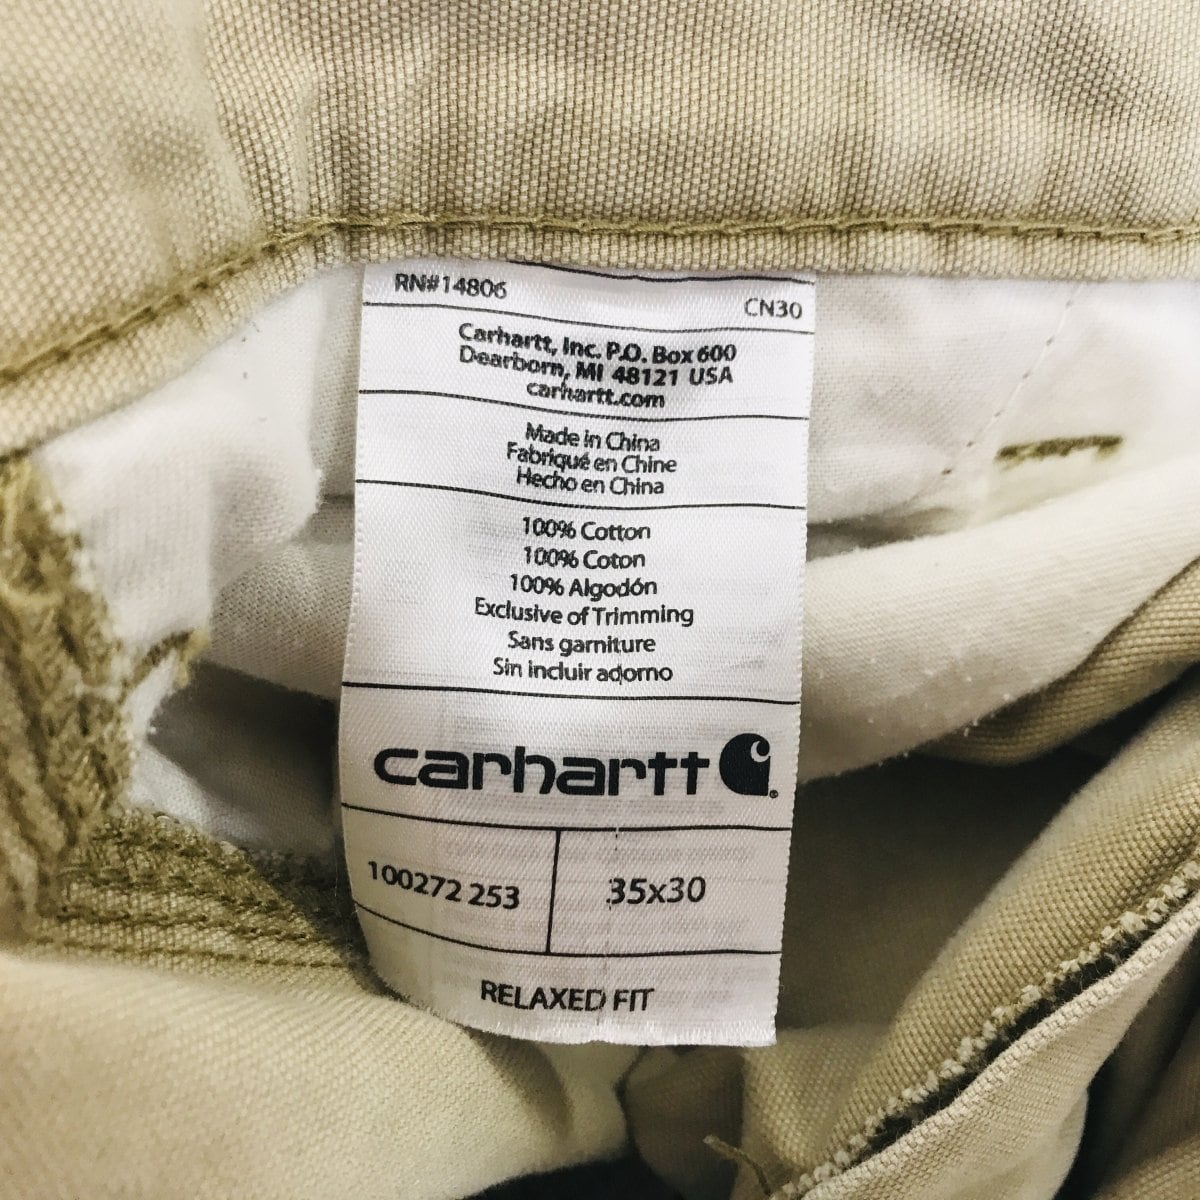 RN#14806
CN30
Carhartt, Inc. P.O. Box 600
Dearborn, MI 48121 USA
carhartt.com
Made in China
Fabriqué en Chine
Hecho en China
100% Cotton
100% Coton
100% Algodón
Exclusive of Trimming
Sans garniture
Sin incluir adorno
carhartt
100272 253
35x30
RELAXED FIT